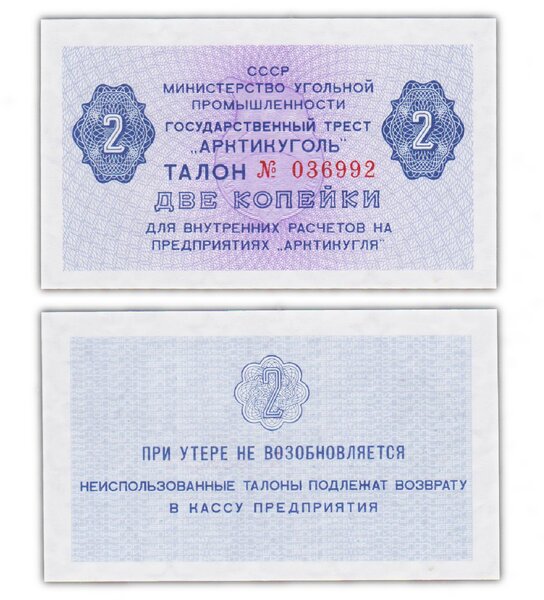 СССР
МИНИСТЕРСТВО УГОЛЬНОЙ
ПРОМЫШЛЕННОСТИ
ГОСУДАРСТВЕННЫЙ ТРЕСТ
„АРКТИКУГОЛЬ"
2 2
ТАЛОН № 036992
ДВЕ КОПЕЙКИ
ДЛЯ ВНУТРЕННИХ РАСЧЕТОВ НА
ПРЕДПРИЯТИЯХ „АРКТИКУГЛЯ"
2
ПРИ УТЕРЕ НЕ ВОЗОБНОВЛЯЕТСЯ
НЕИСПОЛЬЗОВАННЫЕ ТАЛОНЫ ПОДЛЕЖАТ ВОЗВРАТУ
В КАССУ ПРЕДПРИЯТИЯ